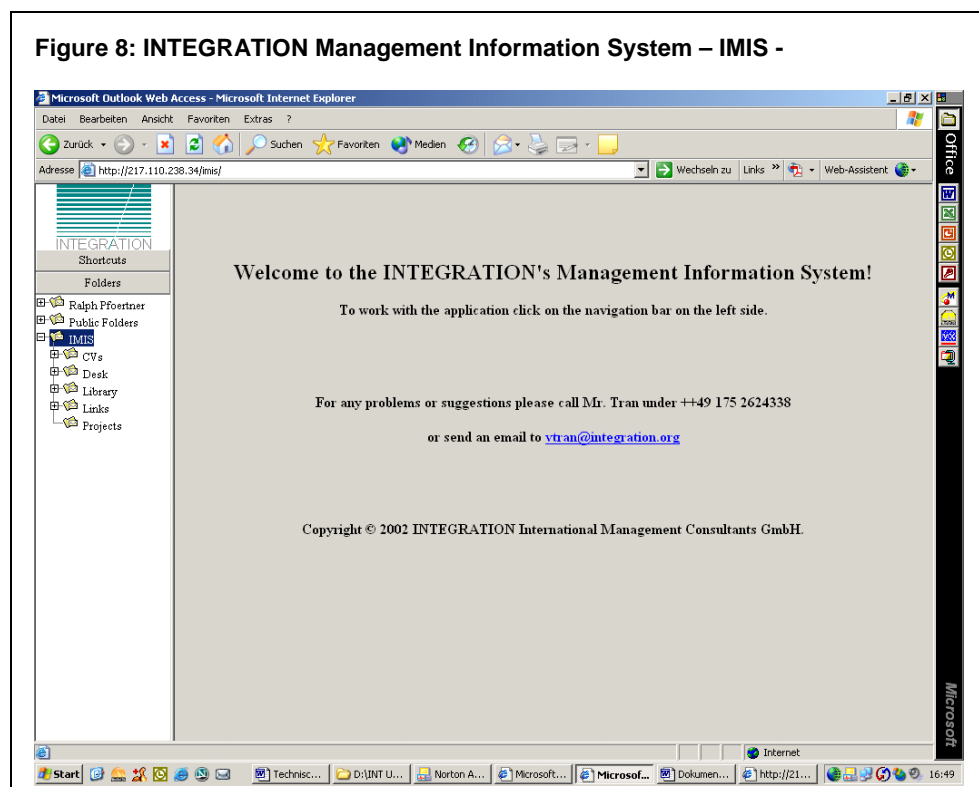 Figure 8: INTEGRATION Management Information System – IMIS -
Microsoft Outlook Web Access - Microsoft Internet Explorer
Datei Bearbeiten Ansicht Favoriten Extras ?
Zurück Suchen Favoriten Medien
Adresse http://217.110.238.34/imis/ Wechseln zu Links » Web-Assistent
Office
INTEGRATION
Shortcuts
Folders
Ralph Pfoertner
Public Folders
IMIS
CVs
Desk
Library
Links
Projects
Welcome to the INTEGRATION's Management Information System!
To work with the application click on the navigation bar on the left side.
For any problems or suggestions please call Mr. Tran under ++49 175 2624338
or send an email to vtran@integration.org
Copyright © 2002 INTEGRATION International Management Consultants GmbH.
Microsoft
Internet
Start Technisc... D:\INT U... Norton A... Microsoft... Microsof... Dokumen... http://21... 16:49